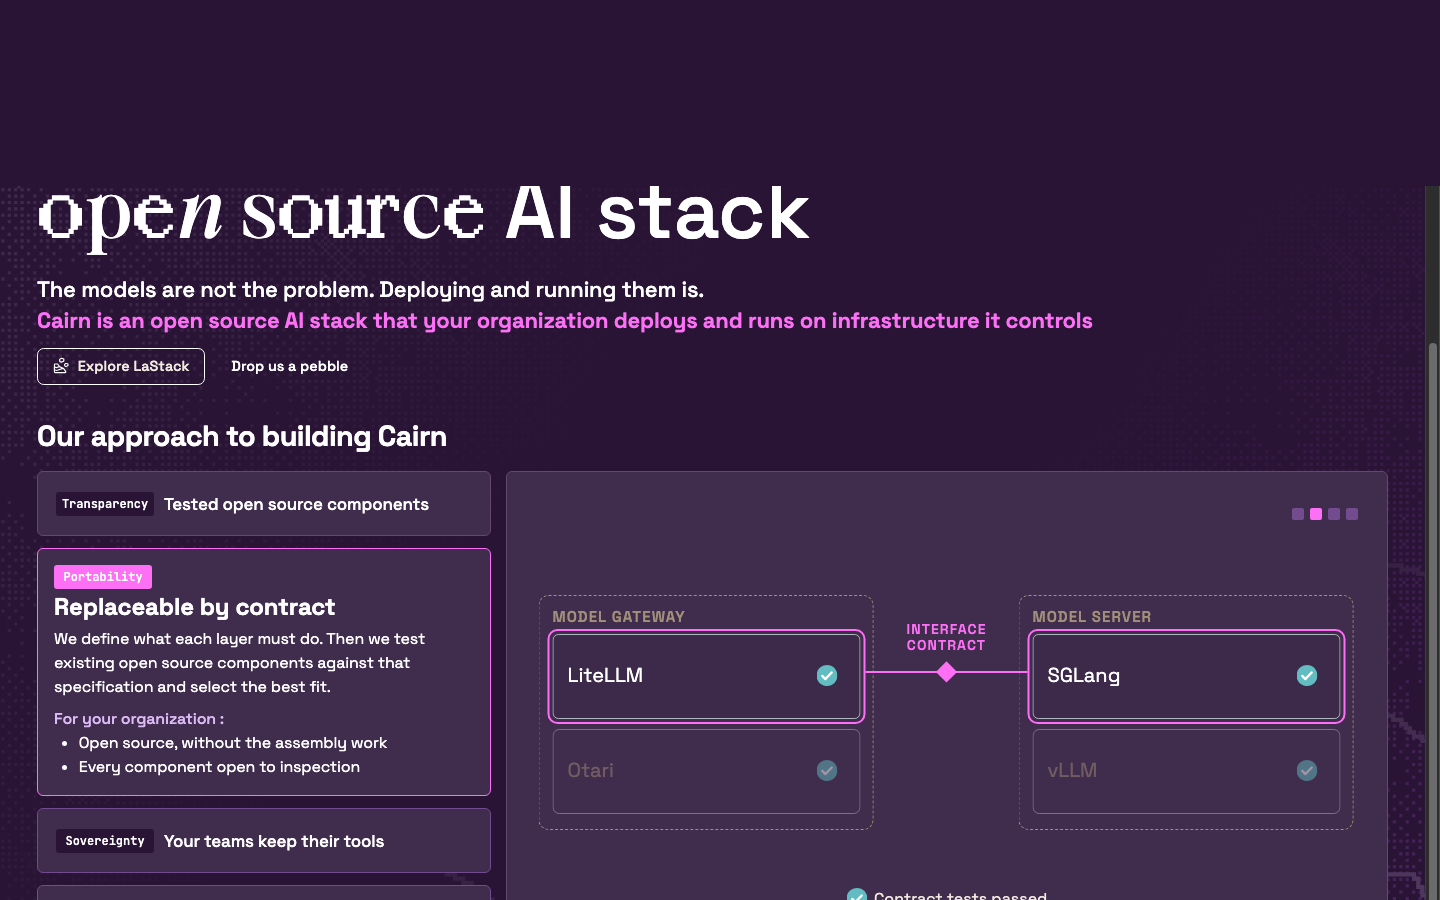 open source AI stack
The models are not the problem. Deploying and running them is.
Cairn is an open source AI stack that your organization deploys and runs on infrastructure it controls
Explore LaStack
Drop us a pebble
Our approach to building Cairn
Transparency Tested open source components
Portability
Replaceable by contract
We define what each layer must do. Then we test
existing open source components against that
specification and select the best fit.
For your organization :
• Open source, without the assembly work
• Every component open to inspection
Sovereignty Your teams keep their tools
MODEL GATEWAY
LiteLLM
Otari
INTERFACE
CONTRACT
MODEL SERVER
SGLang
vLLM
Contract tests passed